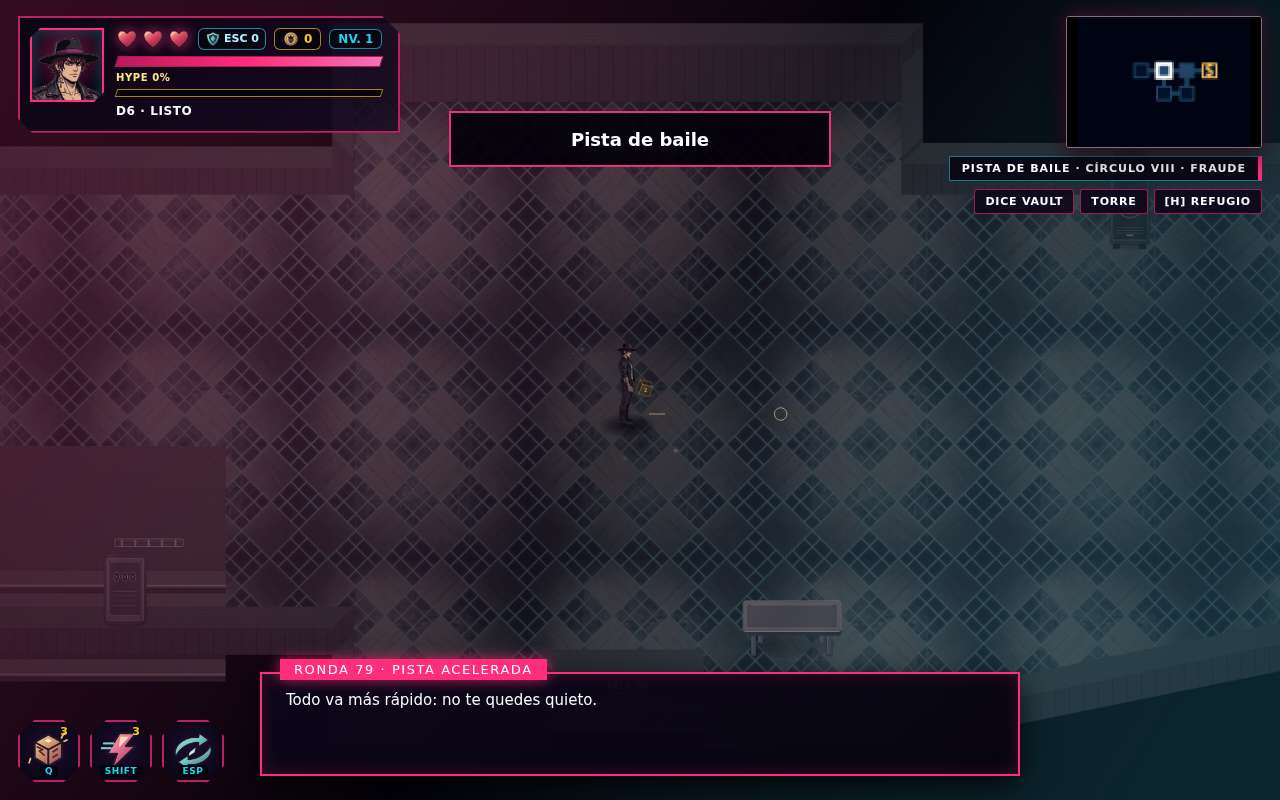 ESC 0
0
NV. 1
HYPE 0%
D6 · LISTO
Pista de baile
$
PISTA DE BAILE · CÍRCULO VIII · FRAUDE
DICE VAULT
TORRE
[H] REFUGIO
RONDA 79 · PISTA ACELERADA
Todo va más rápido: no te quedes quieto.
3
Q
3
SHIFT
ESP